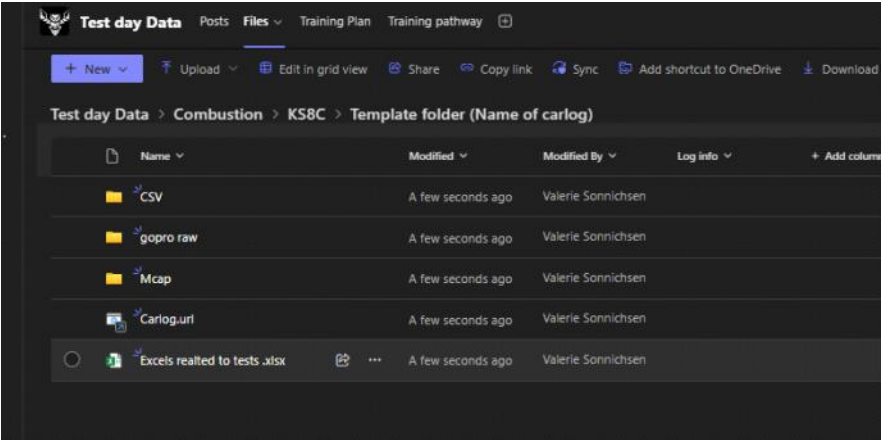 Test day Data Posts Files Training Plan Training pathway
+ New Upload Edit in grid view Share Copy link Sync Add shortcut to OneDrive Download
Test day Data > Combustion > KS8C > Template folder (Name of carlog)
Name Modified Modified By Log info + Add column
CSV A few seconds ago Valerie Sonnichsen
gopro raw A few seconds ago Valerie Sonnichsen
Mcap A few seconds ago Valerie Sonnichsen
Carlog.url A few seconds ago Valerie Sonnichsen
Excels realted to tests .xlsx ... A few seconds ago Valerie Sonnichsen